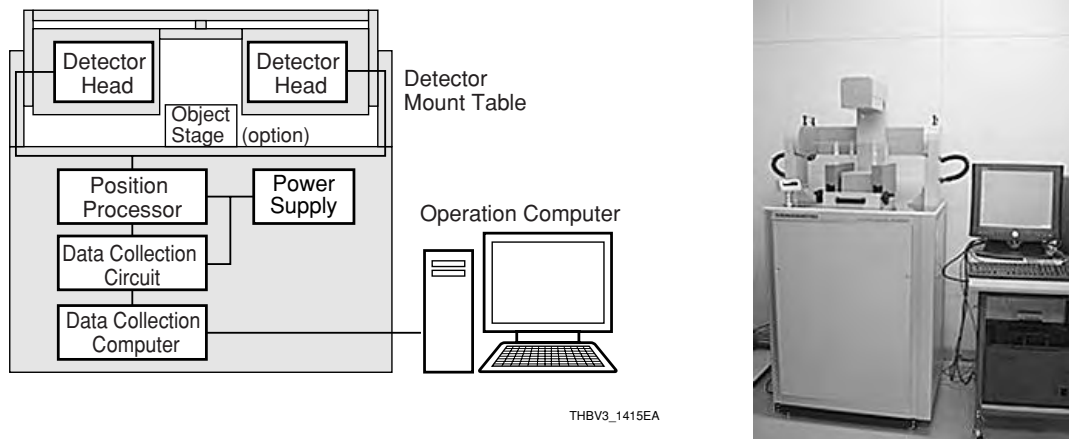 Detector
Head
Detector
Head
Detector
Mount Table
Object
Stage (option)
Position
Processor
Power
Supply
Operation Computer
Data Collection
Circuit
Data Collection
Computer
THBV3_1415EA